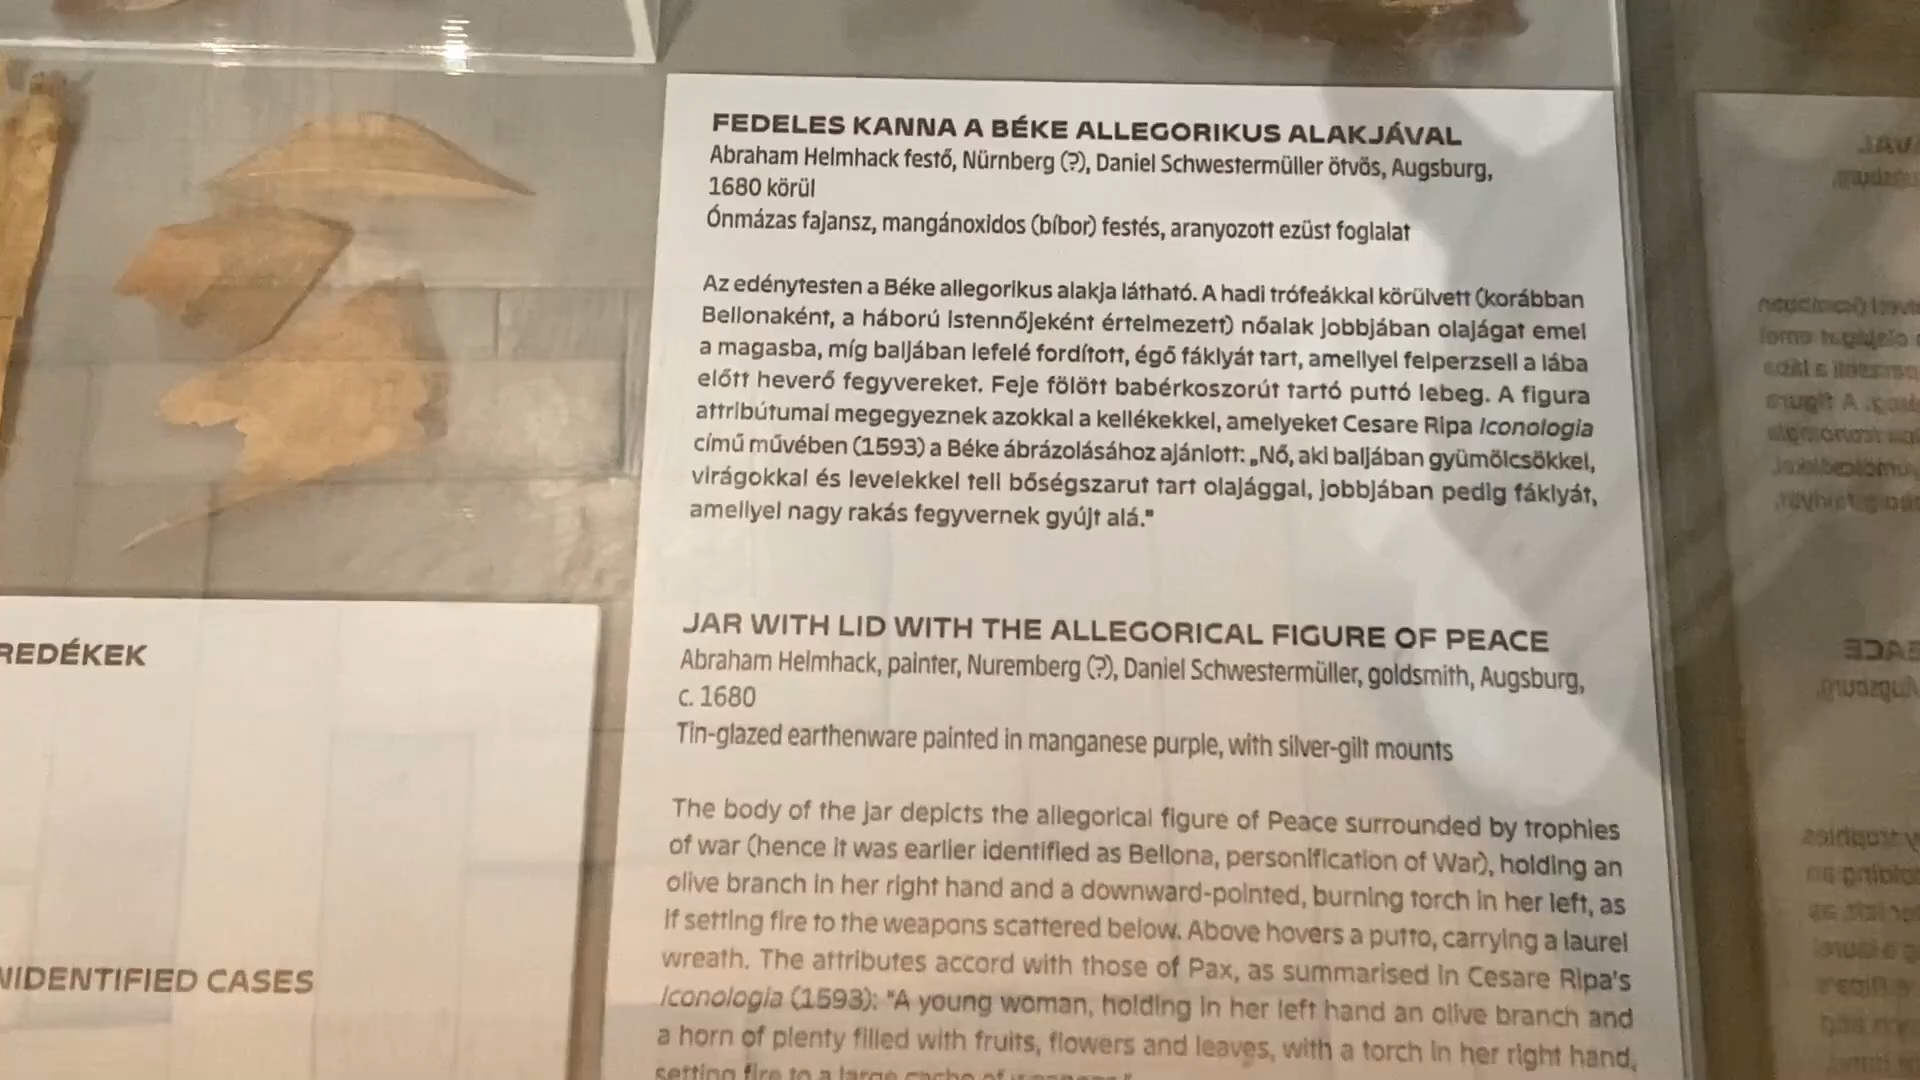 FEDELES KANNA A BÉKE ALLEGORIKUS ALAKJÁVAL
Abraham Helmhack festő, Nürnberg (?), Daniel Schwestermüller ötvös, Augsburg,
1680 körül
Ónmázas fajansz, mangánoxidos (bíbor) festés, aranyozott ezüst foglalat
Az edénytesten a Béke allegorikus alakja látható. A hadi trófeákkal körülvett (korábban
Bellonaként, a háború istennőjeként értelmezett) nőalak jobbjában olajágat emel
a magasba, míg baljában lefelé fordított, égő fáklyát tart, amellyel felperzsell a lába
előtt heverő fegyvereket. Feje fölött babérkoszorút tartó puttó lebeg. A figura
attribútumai megegyeznek azokkal a kellékekkel, amelyeket Cesare Ripa Iconologia
című művében (1593) a Béke ábrázolásához ajánlott: „Nő, aki baljában gyümölcsökkel,
virágokkal és levelekkel teli bőségszarut tart olajággal, jobbjában pedig fáklyát,
amellyel nagy rakás fegyvernek gyújt alá."
JAR WITH LID WITH THE ALLEGORICAL FIGURE OF PEACE
Abraham Helmhack, painter, Nuremberg (?), Daniel Schwestermüller, goldsmith, Augsburg,
c. 1680
Tin-glazed earthenware painted in manganese purple, with silver-gilt mounts
The body of the jar depicts the allegorical figure of Peace surrounded by trophies
of war (hence it was earlier identified as Bellona, personification of War), holding an
olive branch in her right hand and a downward-pointed, burning torch in her left, as
if setting fire to the weapons scattered below. Above hovers a putto, carrying a laurel
wreath. The attributes accord with those of Pax, as summarised in Cesare Ripa's
Iconologia (1593): "A young woman, holding in her left hand an olive branch and
a horn of plenty filled with fruits, flowers and leaves, with a torch in her right hand,
setting fire to a large cache of weapons."
REDÉKEK
NIDENTIFIED CASES